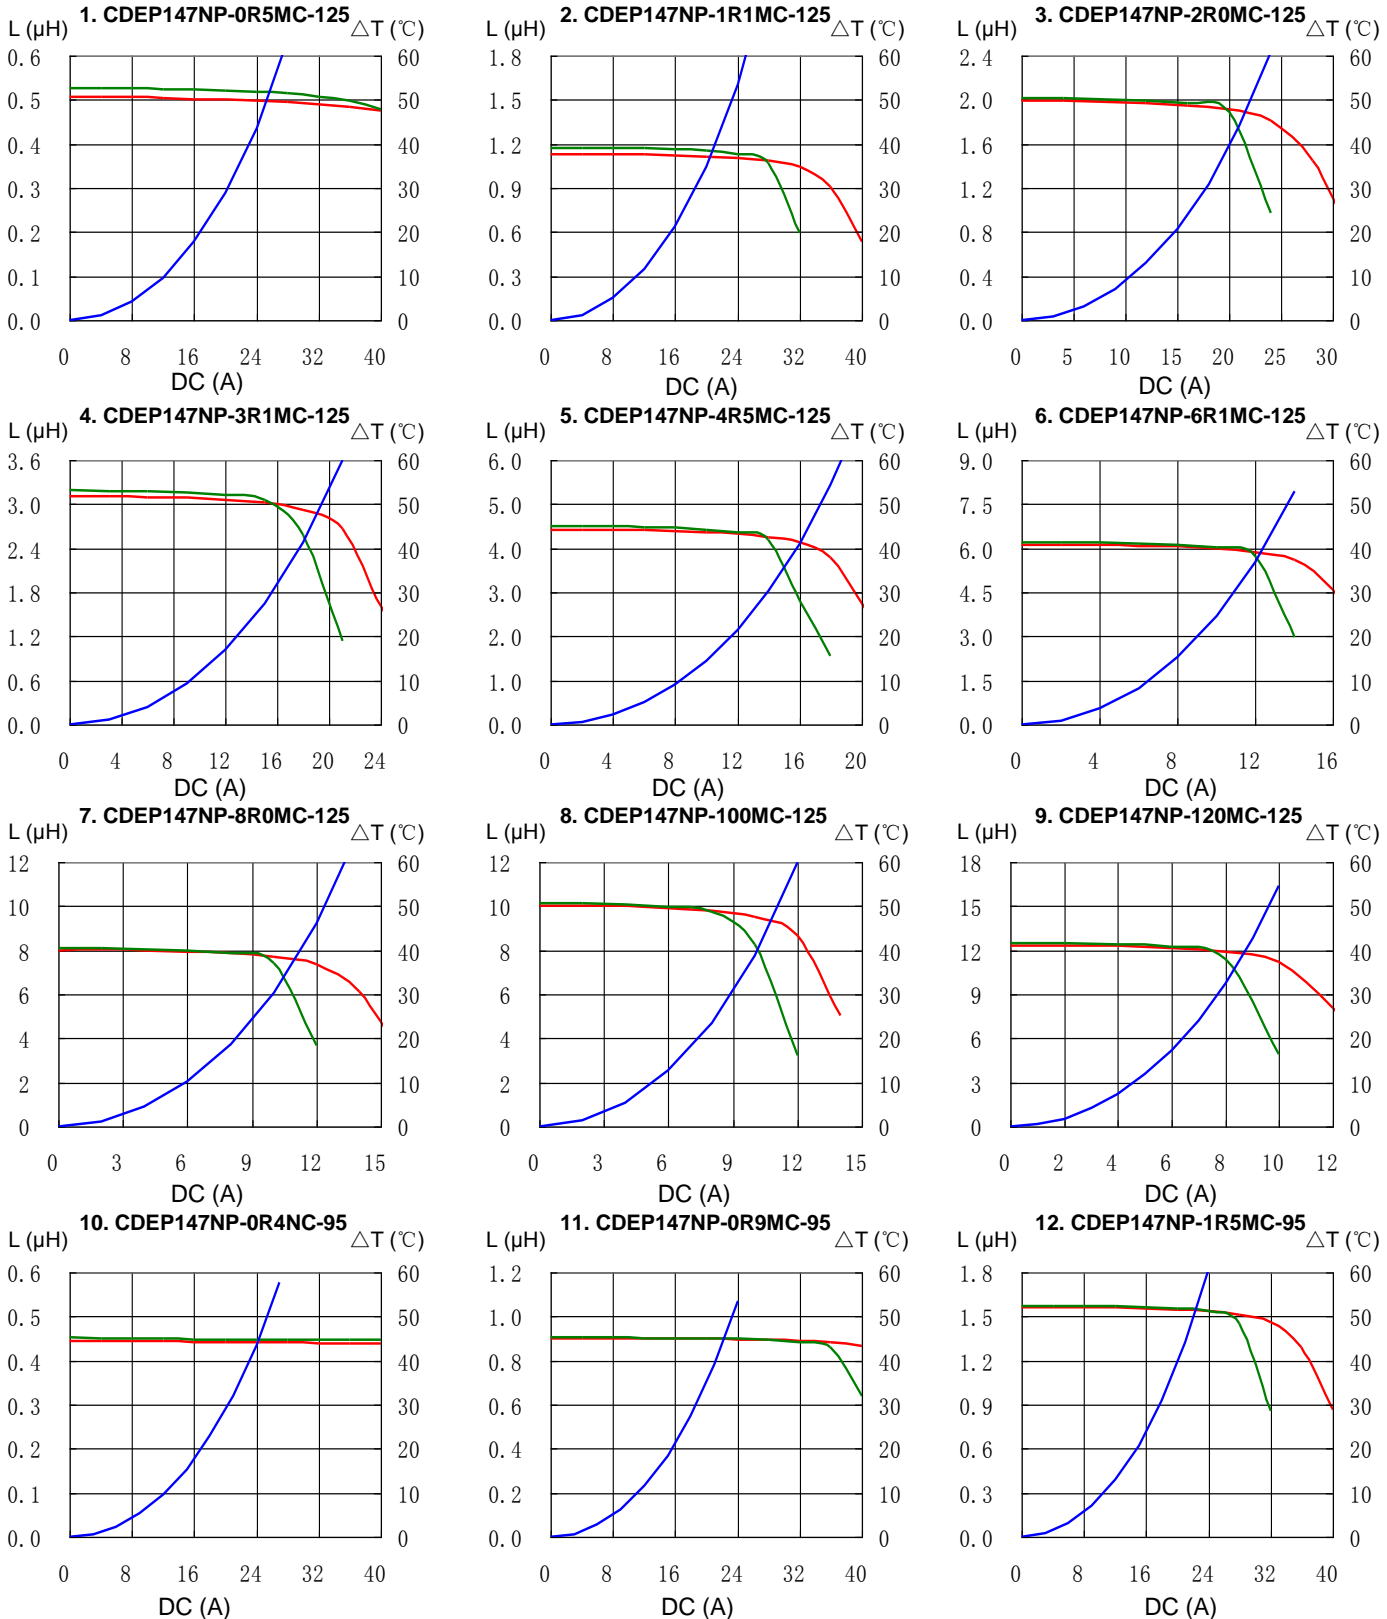 1. CDEP147NP-0R5MC-125
L (µH) △T (℃)
0.6 60
0.5 50
0.4 40
0.3 30
0.2 20
0.1 10
0.0 0
0 8 16 24 32 40
DC (A)
2. CDEP147NP-1R1MC-125
L (µH) △T (℃)
1.8 60
1.5 50
1.2 40
0.9 30
0.6 20
0.3 10
0.0 0
0 8 16 24 32 40
DC (A)
3. CDEP147NP-2R0MC-125
L (µH) △T (℃)
2.4 60
2.0 50
1.6 40
1.2 30
0.8 20
0.4 10
0.0 0
0 5 10 15 20 25 30
DC (A)
4. CDEP147NP-3R1MC-125
L (µH) △T (℃)
3.6 60
3.0 50
2.4 40
1.8 30
1.2 20
0.6 10
0.0 0
0 4 8 12 16 20 24
DC (A)
5. CDEP147NP-4R5MC-125
L (µH) △T (℃)
6.0 60
5.0 50
4.0 40
3.0 30
2.0 20
1.0 10
0.0 0
0 4 8 12 16 20
DC (A)
6. CDEP147NP-6R1MC-125
L (µH) △T (℃)
9.0 60
7.5 50
6.0 40
4.5 30
3.0 20
1.5 10
0.0 0
0 4 8 12 16
DC (A)
7. CDEP147NP-8R0MC-125
L (µH) △T (℃)
12 60
10 50
8 40
6 30
4 20
2 10
0 0
0 3 6 9 12 15
DC (A)
8. CDEP147NP-100MC-125
L (µH) △T (℃)
12 60
10 50
8 40
6 30
4 20
2 10
0 0
0 3 6 9 12 15
DC (A)
9. CDEP147NP-120MC-125
L (µH) △T (℃)
18 60
15 50
12 40
9 30
6 20
3 10
0 0
0 2 4 6 8 10 12
DC (A)
10. CDEP147NP-0R4NC-95
L (µH) △T (℃)
0.6 60
0.5 50
0.4 40
0.3 30
0.2 20
0.1 10
0.0 0
0 8 16 24 32 40
DC (A)
11. CDEP147NP-0R9MC-95
L (µH) △T (℃)
1.2 60
1.0 50
0.8 40
0.6 30
0.4 20
0.2 10
0.0 0
0 8 16 24 32 40
DC (A)
12. CDEP147NP-1R5MC-95
L (µH) △T (℃)
1.8 60
1.5 50
1.2 40
0.9 30
0.6 20
0.3 10
0.0 0
0 8 16 24 32 40
DC (A)